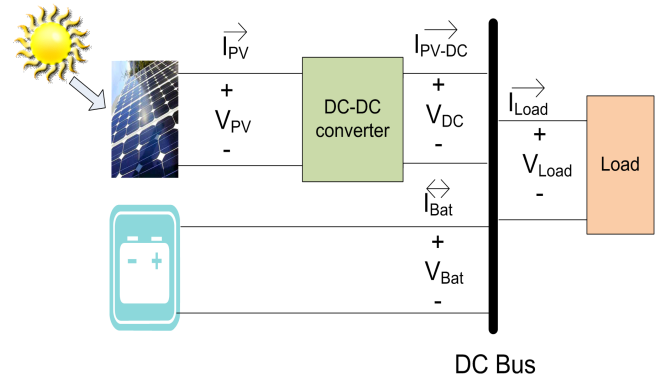 I_PV
I_PV-DC
+
V_PV
-
DC-DC
converter
+
V_DC
-
I_Load
+
V_Load
-
Load
I_Bat
- +
+
V_Bat
-
DC Bus